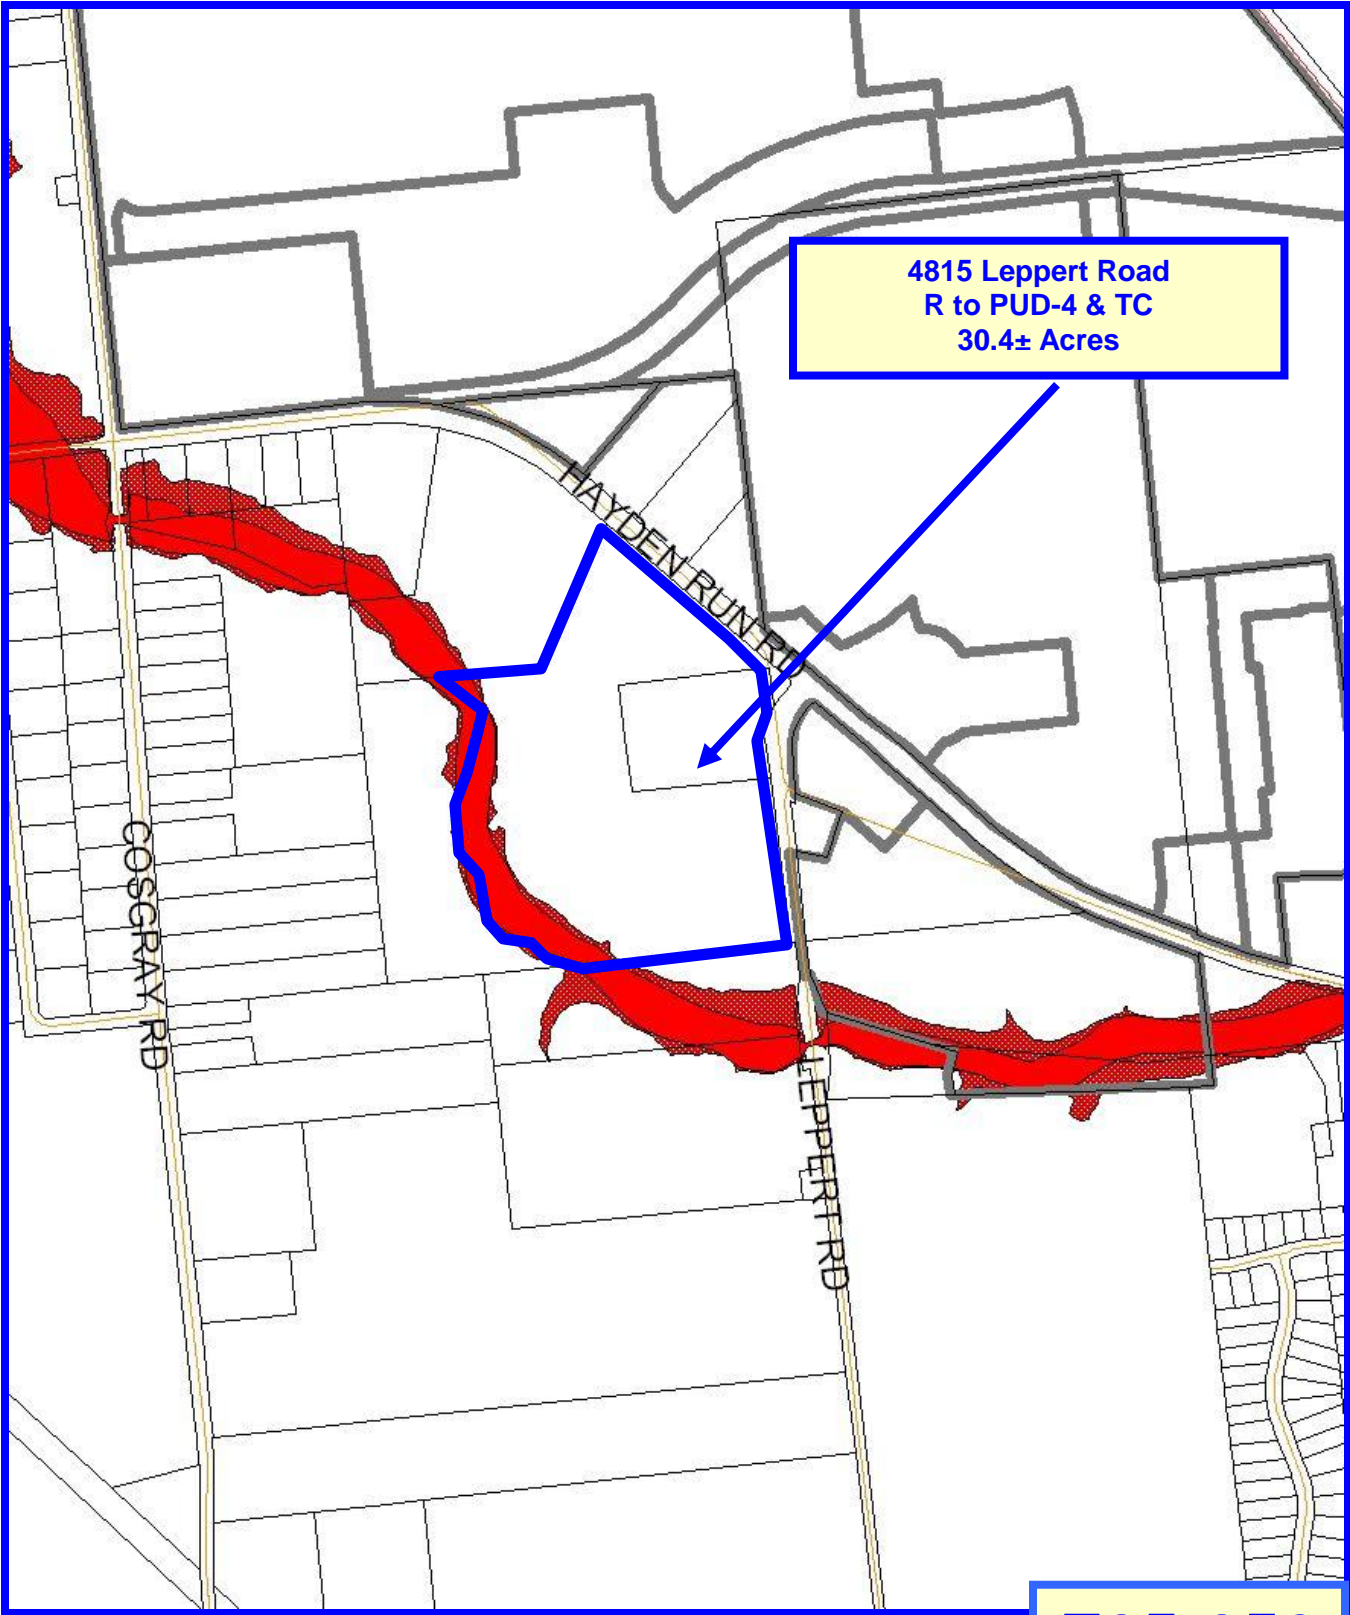 4815 Leppert Road
R to PUD-4 & TC
30.4± Acres
HAYDEN RUN RD
COSGRAY RD
LEPPERT RD